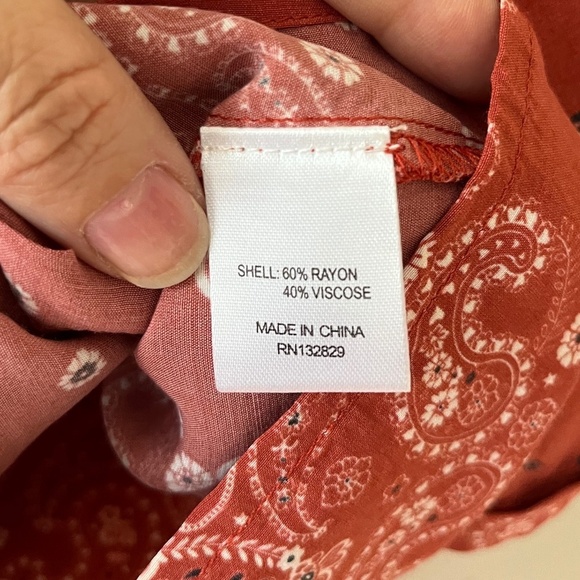 SHELL: 60% RAYON
40% VISCOSE
MADE IN CHINA
RN132829